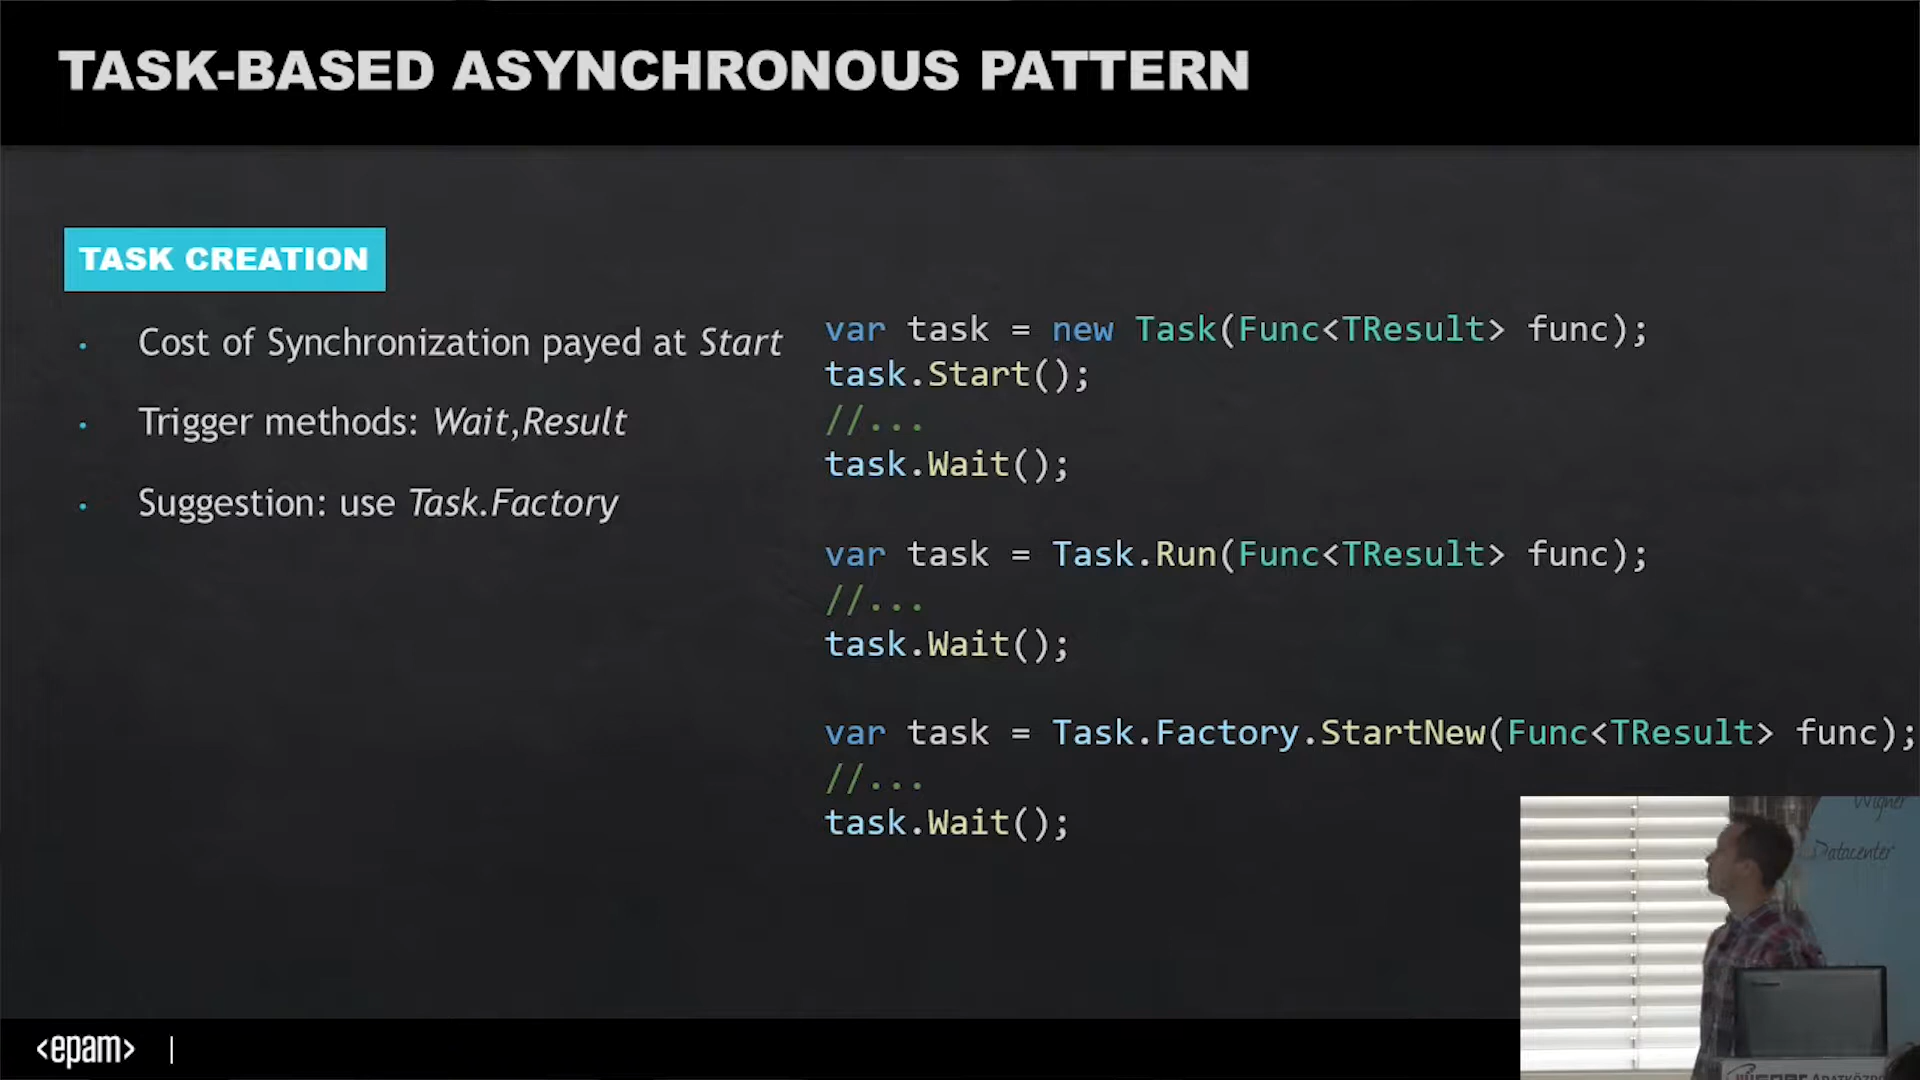 TASK-BASED ASYNCHRONOUS PATTERN
TASK CREATION
Cost of Synchronization payed at Start
Trigger methods: Wait,Result
Suggestion: use Task.Factory
var task = new Task(Func<TResult> func);
task.Start();
//...
task.Wait();
var task = Task.Run(Func<TResult> func);
//...
task.Wait();
var task = Task.Factory.StartNew(Func<TResult> func);
//...
task.Wait();
Wigner
Datacenter
<epam> |